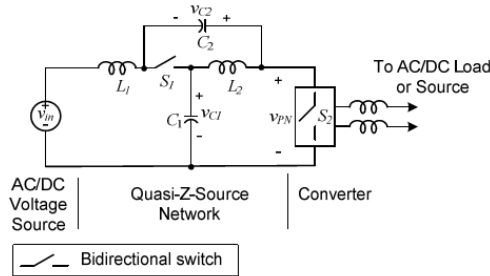 - v_C2 +
C_2
To AC/DC Load
or Source
L_1
S_1
L_2
+
+
v_in
C_1
v_C1
v_PN
S_2
-
-
AC/DC
Voltage
Source
Quasi-Z-Source
Network
Converter
Bidirectional switch